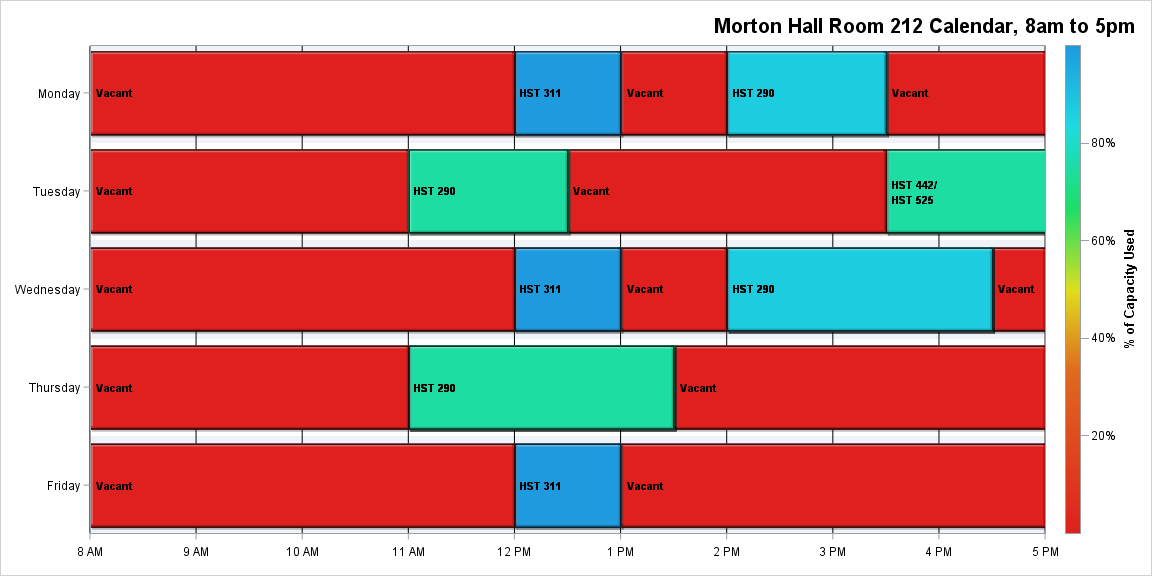 Morton Hall Room 212 Calendar, 8am to 5pm
Monday
Vacant
HST 311
Vacant
HST 290
Vacant
Tuesday
Vacant
HST 290
Vacant
HST 442/
HST 525
Wednesday
Vacant
HST 311
Vacant
HST 290
Vacant
Thursday
Vacant
HST 290
Vacant
Friday
Vacant
HST 311
Vacant
8 AM
9 AM
10 AM
11 AM
12 PM
1 PM
2 PM
3 PM
4 PM
5 PM
80%
60%
40%
20%
% of Capacity Used